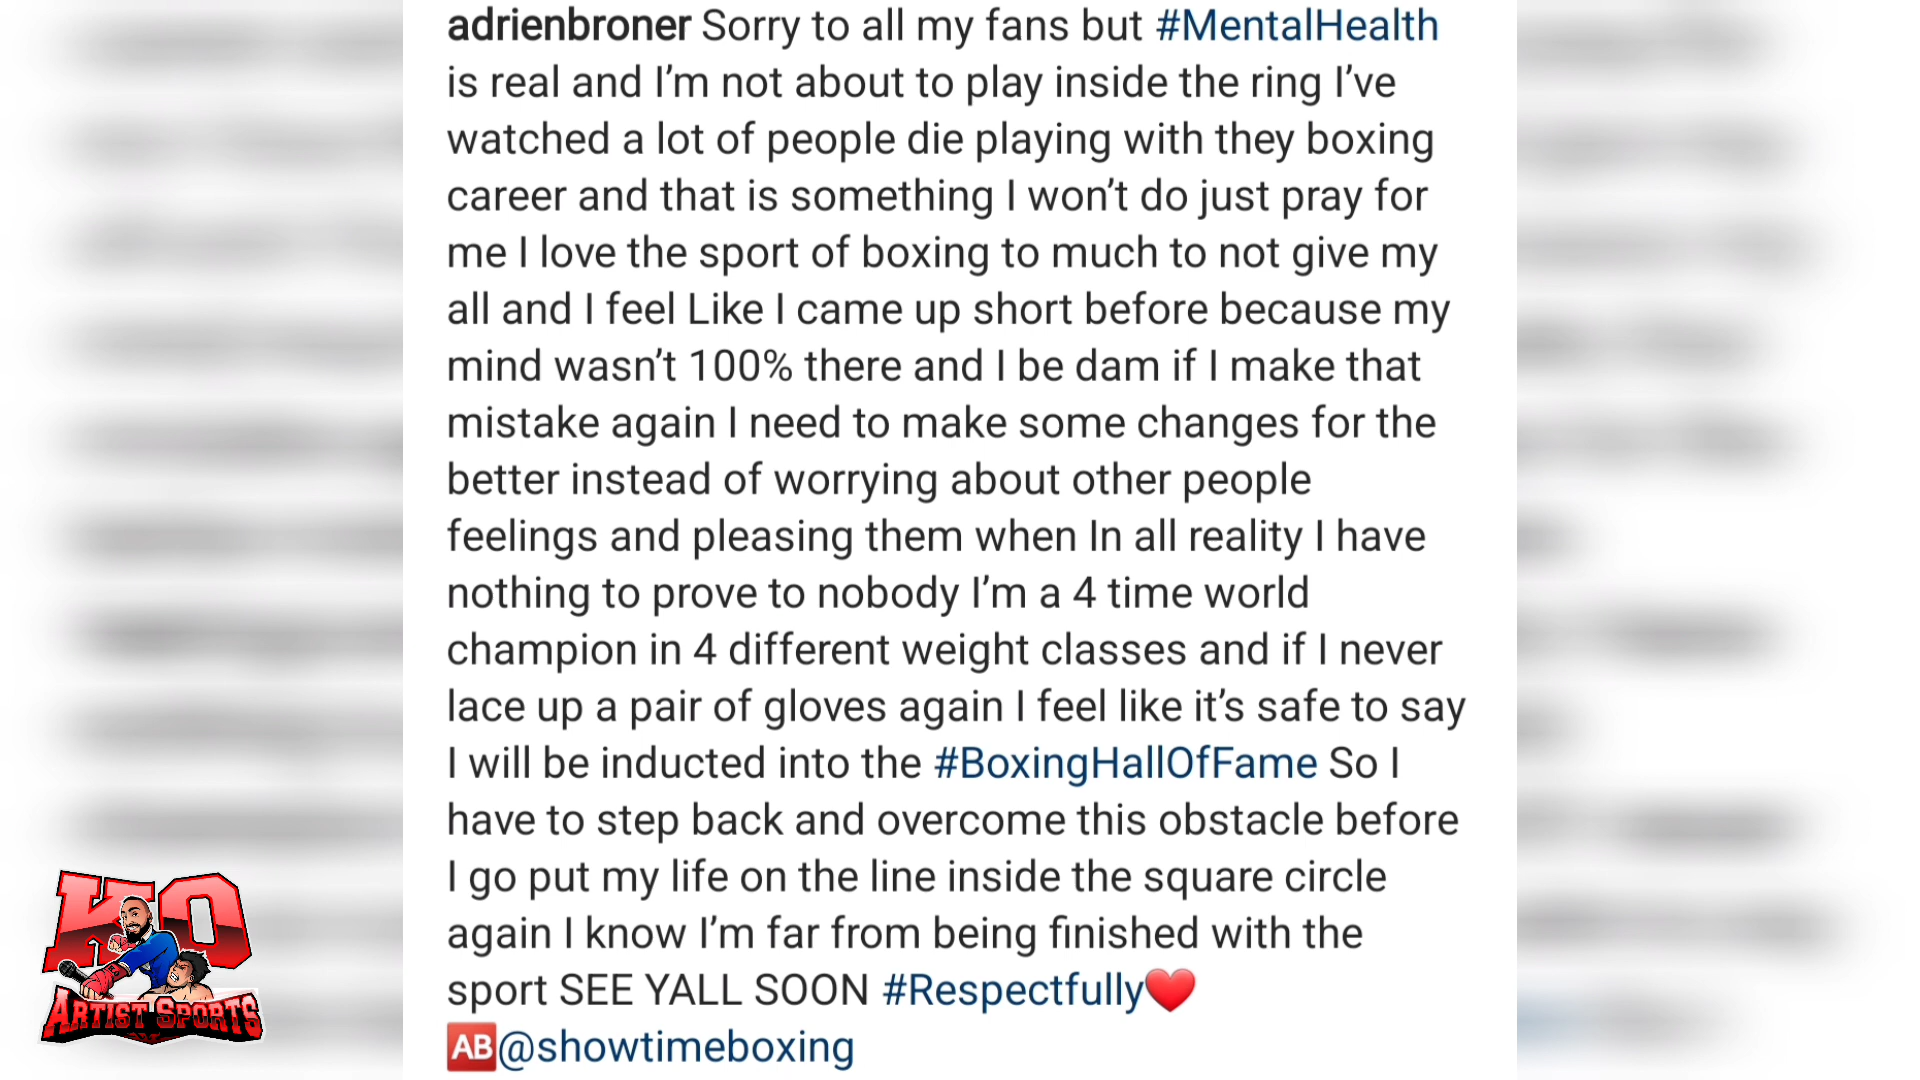 adrienbroner Sorry to all my fans but #MentalHealth
is real and I’m not about to play inside the ring I’ve
watched a lot of people die playing with they boxing
career and that is something I won’t do just pray for
me I love the sport of boxing to much to not give my
all and I feel Like I came up short before because my
mind wasn’t 100% there and I be dam if I make that
mistake again I need to make some changes for the
better instead of worrying about other people
feelings and pleasing them when In all reality I have
nothing to prove to nobody I’m a 4 time world
champion in 4 different weight classes and if I never
lace up a pair of gloves again I feel like it’s safe to say
I will be inducted into the #BoxingHallOfFame So I
have to step back and overcome this obstacle before
I go put my life on the line inside the square circle
again I know I’m far from being finished with the
sport SEE YALL SOON #Respectfully❤️
🆎@showtimeboxing
KO
ARTIST SPORTS